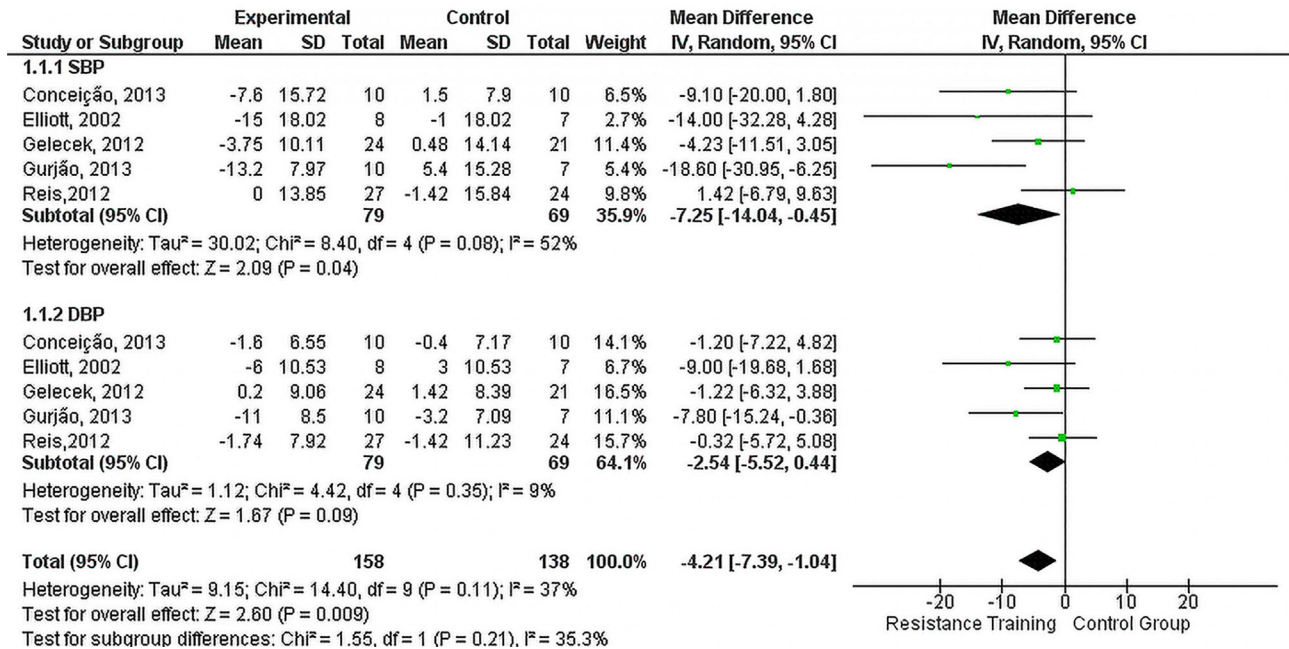 Experimental Control Mean Difference Mean Difference
Study or Subgroup Mean SD Total Mean SD Total Weight IV, Random, 95% CI IV, Random, 95% CI
1.1.1 SBP
Conceição, 2013 -7.6 15.72 10 1.5 7.9 10 6.5% -9.10 [-20.00, 1.80]
Elliott, 2002 -15 18.02 8 -1 18.02 7 2.7% -14.00 [-32.28, 4.28]
Gelecek, 2012 -3.75 10.11 24 0.48 14.14 21 11.4% -4.23 [-11.51, 3.05]
Gurjão, 2013 -13.2 7.97 10 5.4 15.28 7 5.4% -18.60 [-30.95, -6.25]
Reis,2012 0 13.85 27 -1.42 15.84 24 9.8% 1.42 [-6.79, 9.63]
Subtotal (95% CI) 79 69 35.9% -7.25 [-14.04, -0.45]
Heterogeneity: Tau² = 30.02; Chi² = 8.40, df = 4 (P = 0.08); I² = 52%
Test for overall effect: Z = 2.09 (P = 0.04)
1.1.2 DBP
Conceição, 2013 -1.6 6.55 10 -0.4 7.17 10 14.1% -1.20 [-7.22, 4.82]
Elliott, 2002 -6 10.53 8 3 10.53 7 6.7% -9.00 [-19.68, 1.68]
Gelecek, 2012 0.2 9.06 24 1.42 8.39 21 16.5% -1.22 [-6.32, 3.88]
Gurjão, 2013 -11 8.5 10 -3.2 7.09 7 11.1% -7.80 [-15.24, -0.36]
Reis,2012 -1.74 7.92 27 -1.42 11.23 24 15.7% -0.32 [-5.72, 5.08]
Subtotal (95% CI) 79 69 64.1% -2.54 [-5.52, 0.44]
Heterogeneity: Tau² = 1.12; Chi² = 4.42, df = 4 (P = 0.35); I² = 9%
Test for overall effect: Z = 1.67 (P = 0.09)
Total (95% CI) 158 138 100.0% -4.21 [-7.39, -1.04]
Heterogeneity: Tau² = 9.15; Chi² = 14.40, df = 9 (P = 0.11); I² = 37%
Test for overall effect: Z = 2.60 (P = 0.009)
Test for subgroup differences: Chi² = 1.55, df = 1 (P = 0.21), I² = 35.3%
-20 -10 0 10 20
Resistance Training Control Group